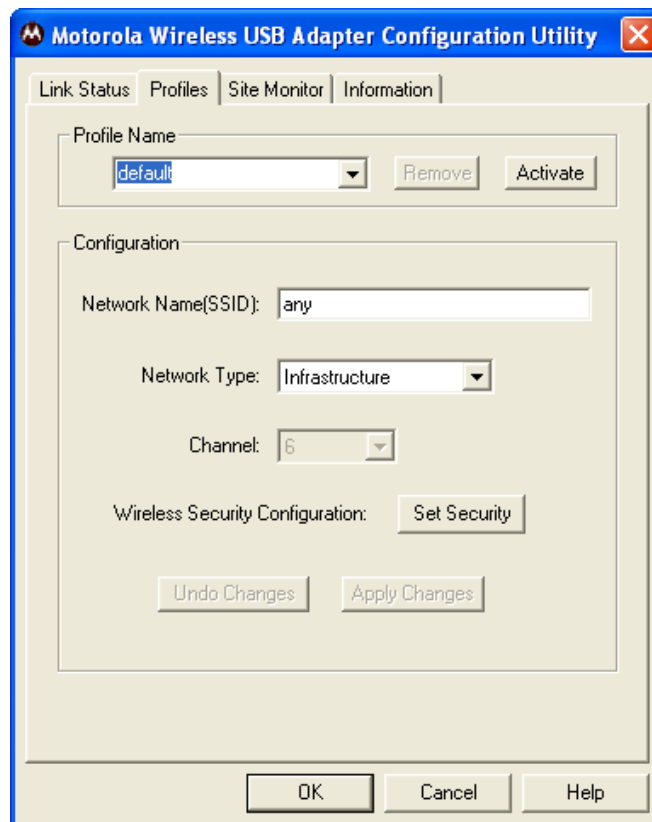 Motorola Wireless USB Adapter Configuration Utility
Link Status Profiles Site Monitor Information
Profile Name
default Remove Activate
Configuration
Network Name(SSID): any
Network Type: Infrastructure
Channel: 6
Wireless Security Configuration: Set Security
Undo Changes Apply Changes
OK Cancel Help